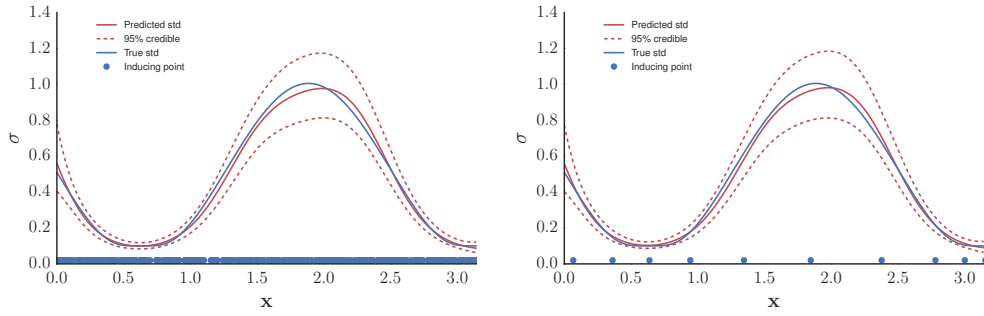 1.4
1.2
1.0
0.8
0.6
0.4
0.2
0.0
σ
Predicted std
95% credible
True std
Inducing point
0.0 0.5 1.0 1.5 2.0 2.5 3.0
x
1.4
1.2
1.0
0.8
0.6
0.4
0.2
0.0
σ
Predicted std
95% credible
True std
Inducing point
0.0 0.5 1.0 1.5 2.0 2.5 3.0
x